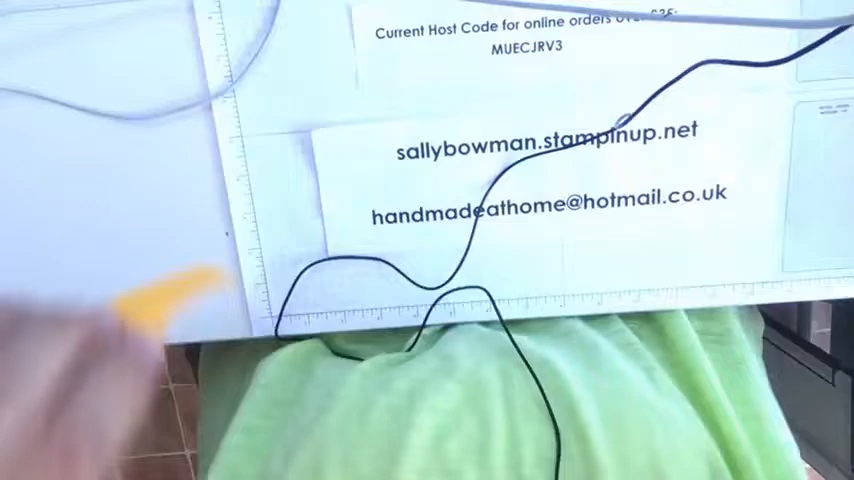 Current Host Code for online orders
MUECJRV3
sallybowman.stampinup.net
handmadeathome@hotmail.co.uk